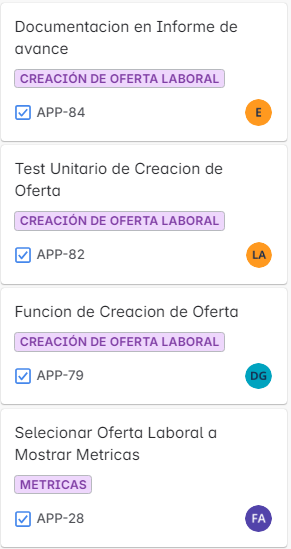 Documentacion en Informe de
avance
CREACIÓN DE OFERTA LABORAL
APP-84
E
Test Unitario de Creacion de
Oferta
CREACIÓN DE OFERTA LABORAL
APP-82
LA
Funcion de Creacion de Oferta
CREACIÓN DE OFERTA LABORAL
APP-79
DG
Selecionar Oferta Laboral a
Mostrar Metricas
METRICAS
APP-28
FA